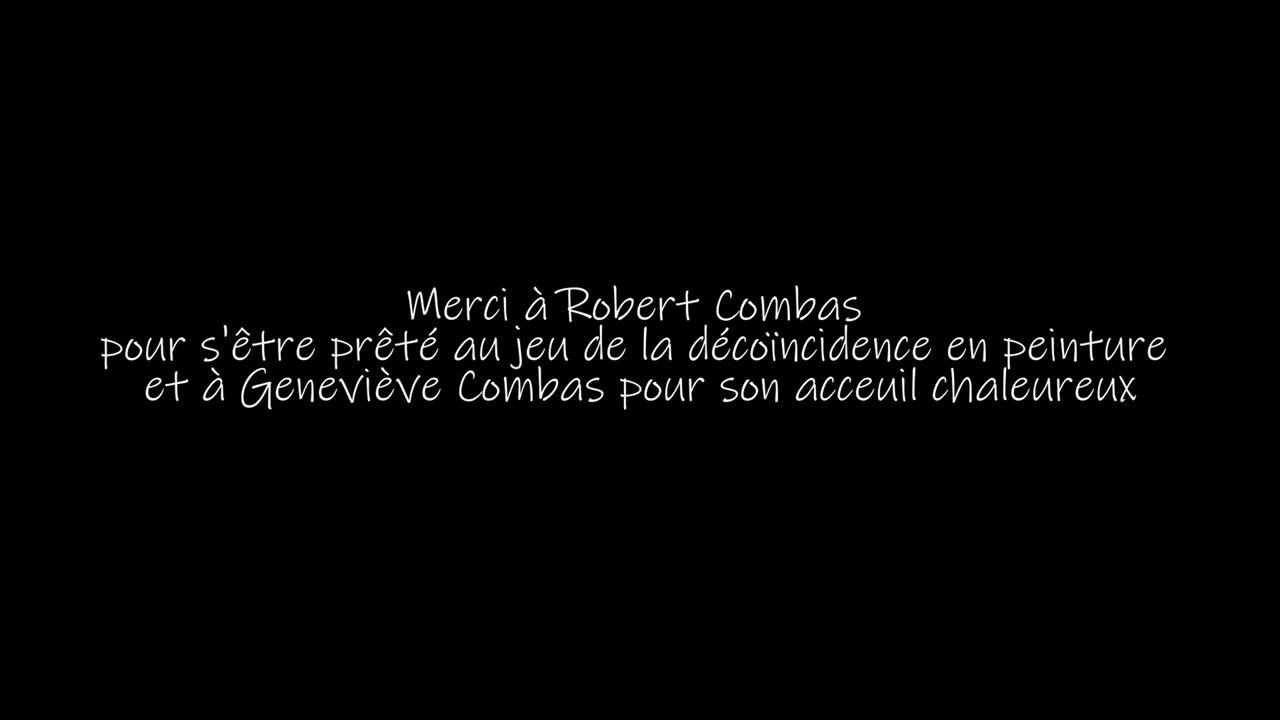 Merci à Robert Combas
pour s'être prêté au jeu de la décoïncidence en peinture
et à Geneviève Combas pour son acceuil chaleureux